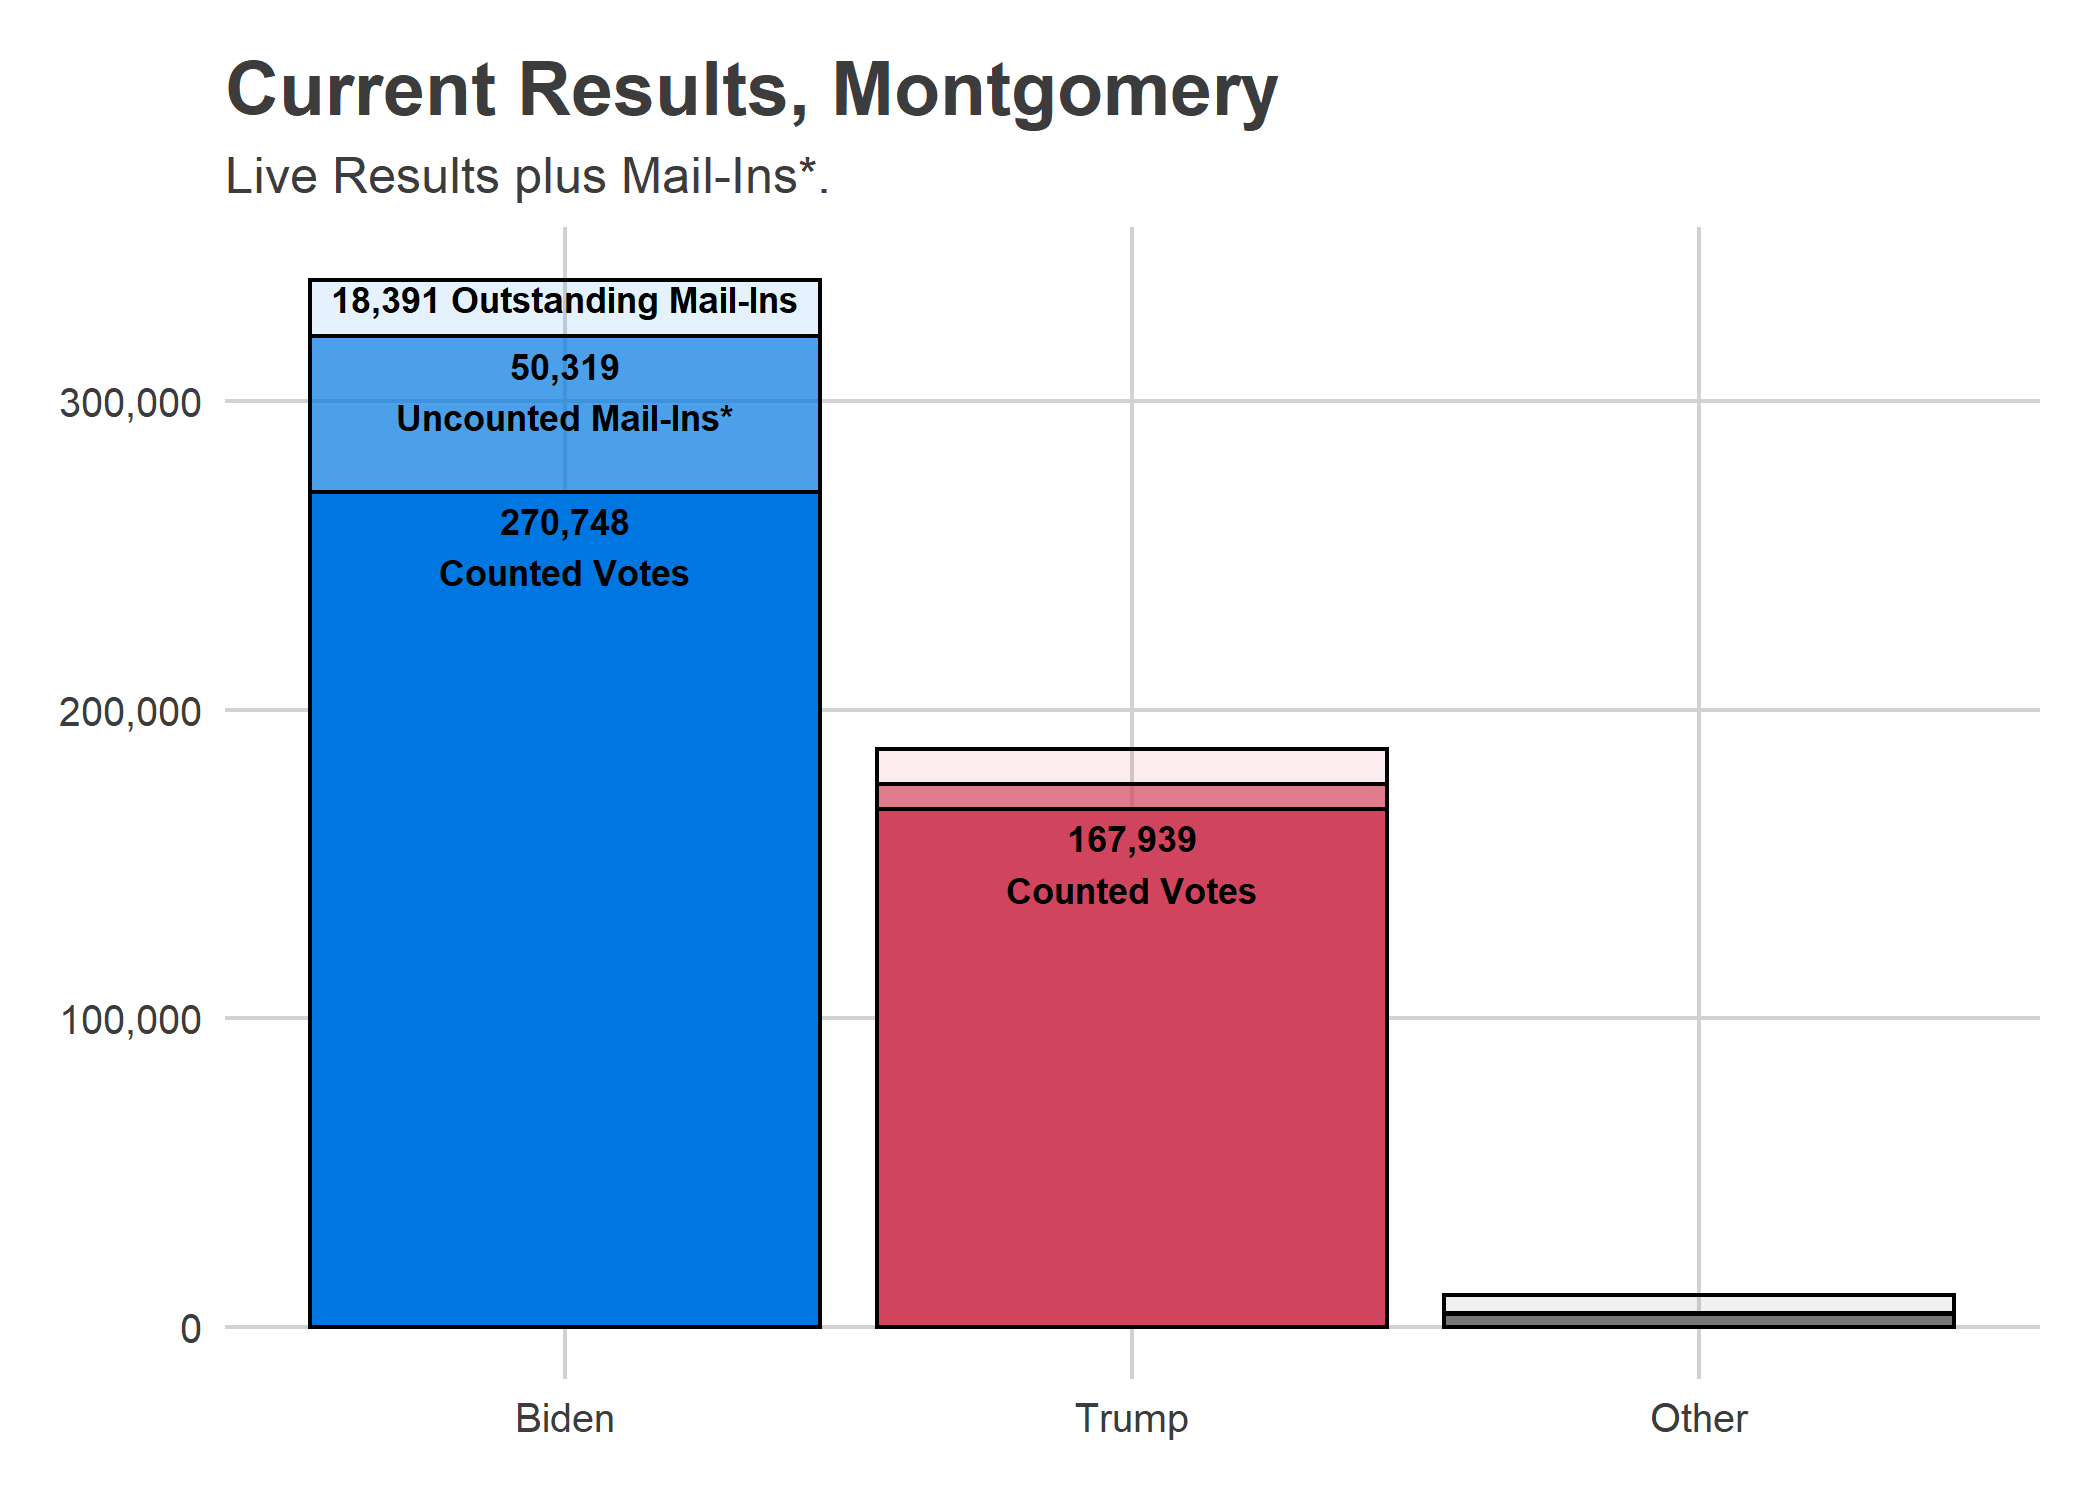 Current Results, Montgomery
Live Results plus Mail-Ins*.
18,391 Outstanding Mail-Ins
50,319
Uncounted Mail-Ins*
270,748
Counted Votes
167,939
Counted Votes
300,000
200,000
100,000
0
Biden
Trump
Other